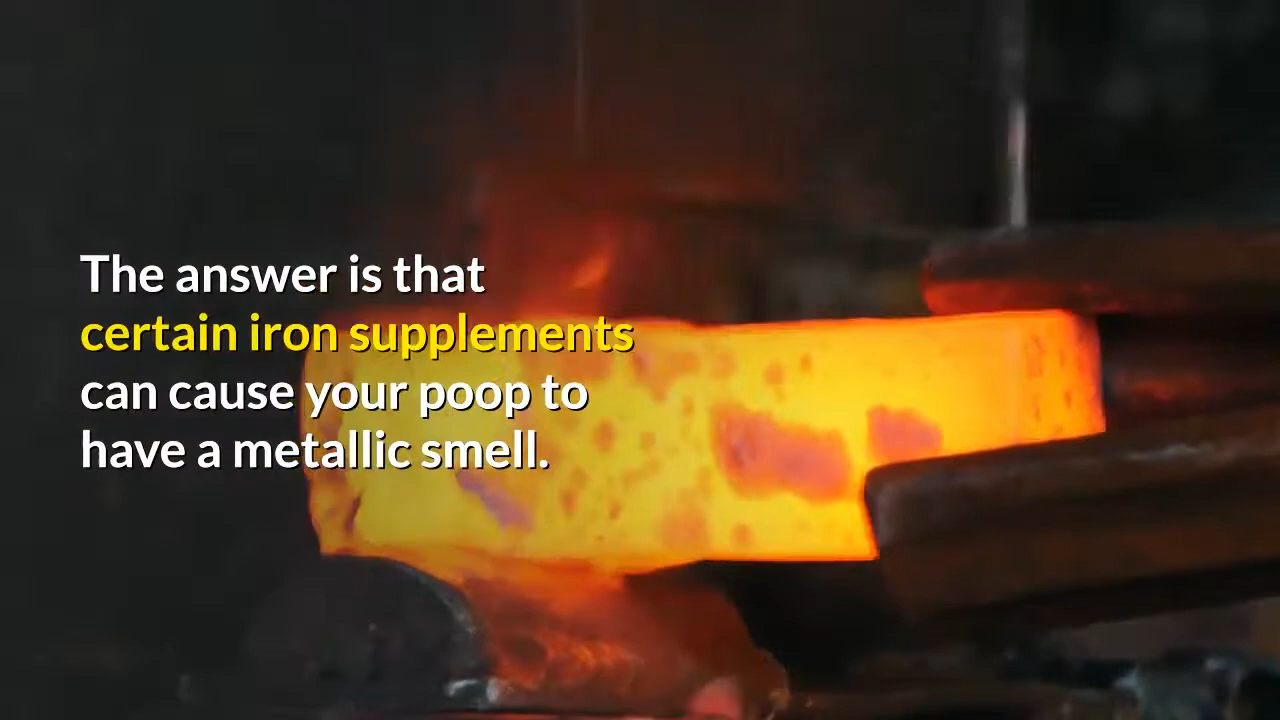 The answer is that
certain iron supplements
can cause your poop to
have a metallic smell.